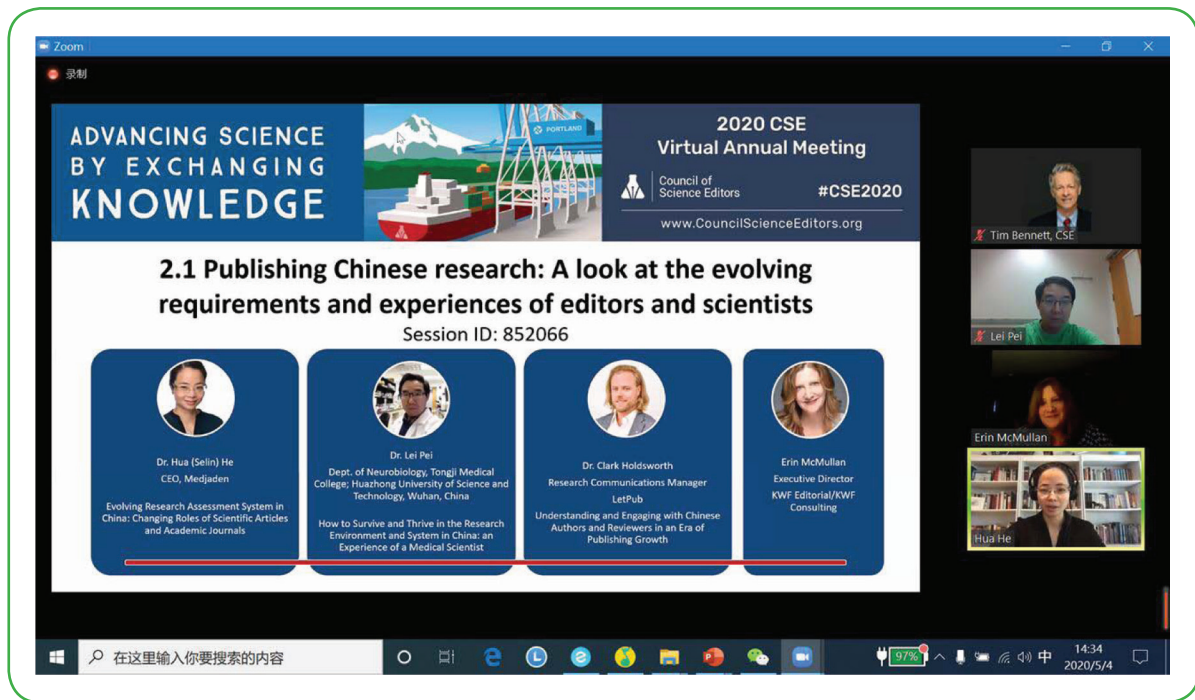 Zoom
录制
ADVANCING SCIENCE
BY EXCHANGING
KNOWLEDGE
PORTLAND
2020 CSE
Virtual Annual Meeting
Council of
Science Editors
#CSE2020
www.CouncilScienceEditors.org
2.1 Publishing Chinese research: A look at the evolving
requirements and experiences of editors and scientists
Session ID: 852066
Dr. Hua (Selin) He
CEO, Medjaden
Evolving Research Assessment System in
China: Changing Roles of Scientific Articles
and Academic Journals
Dr. Lei Pei
Dept. of Neurobiology, Tongji Medical
College; Huazhong University of Science and
Technology, Wuhan, China
How to Survive and Thrive in the Research
Environment and System in China: an
Experience of a Medical Scientist
Dr. Clark Holdsworth
Research Communications Manager
LetPub
Understanding and Engaging with Chinese
Authors and Reviewers in an Era of
Publishing Growth
Erin McMullan
Executive Director
KWF Editorial/KWF
Consulting
Tim Bennett, CSE
Lei Pei
Erin McMullan
Hua He
在这里输入你要搜索的内容
97%
中
14:34
2020/5/4